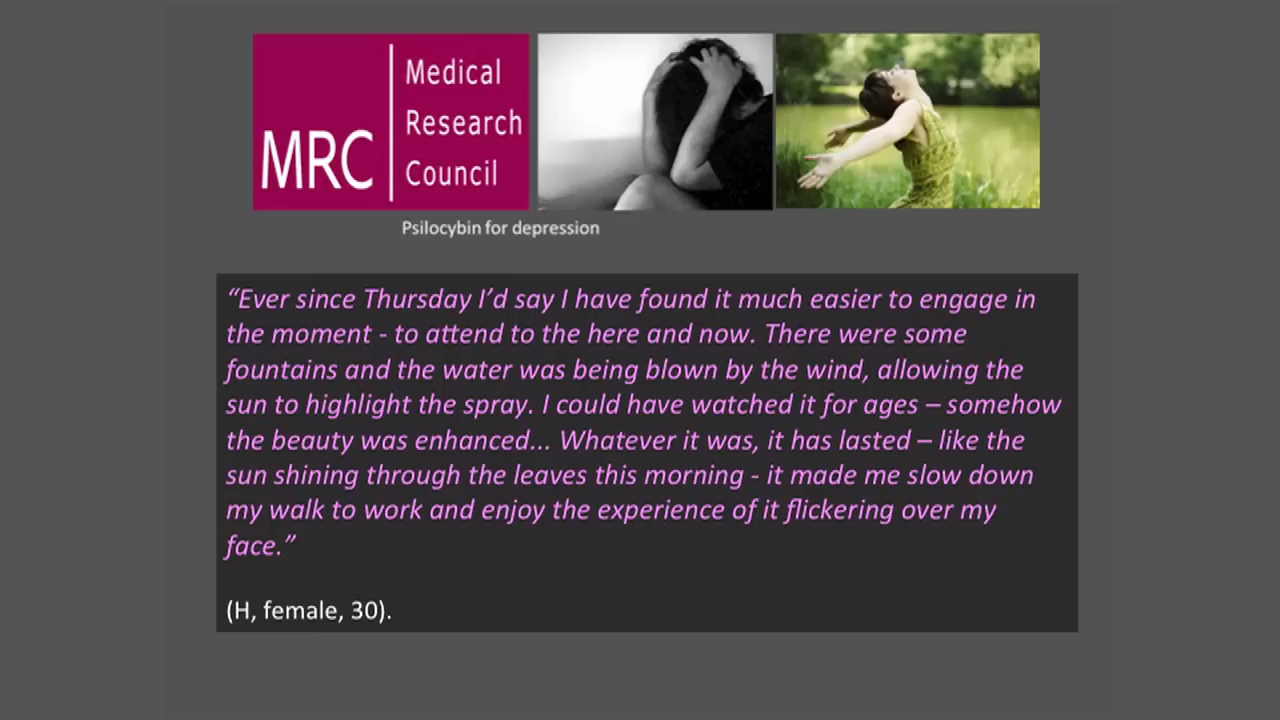 MRC
Medical
Research
Council
Psilocybin for depression
“Ever since Thursday I’d say I have found it much easier to engage in
the moment - to attend to the here and now. There were some
fountains and the water was being blown by the wind, allowing the
sun to highlight the spray. I could have watched it for ages – somehow
the beauty was enhanced... Whatever it was, it has lasted – like the
sun shining through the leaves this morning - it made me slow down
my walk to work and enjoy the experience of it flickering over my
face.”
(H, female, 30).